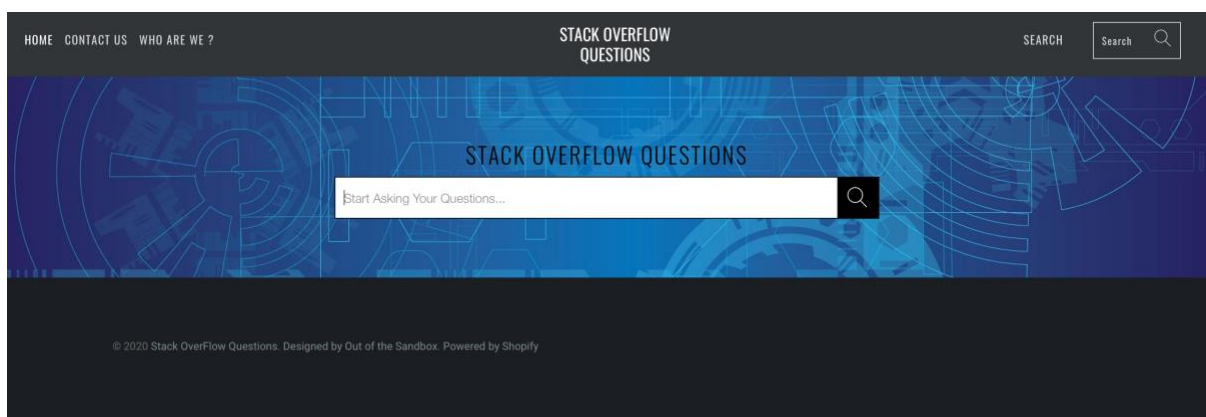 HOME CONTACT US WHO ARE WE ?
STACK OVERFLOW
QUESTIONS
SEARCH
Search
STACK OVERFLOW QUESTIONS
Start Asking Your Questions...
© 2020 Stack OverFlow Questions. Designed by Out of the Sandbox. Powered by Shopify